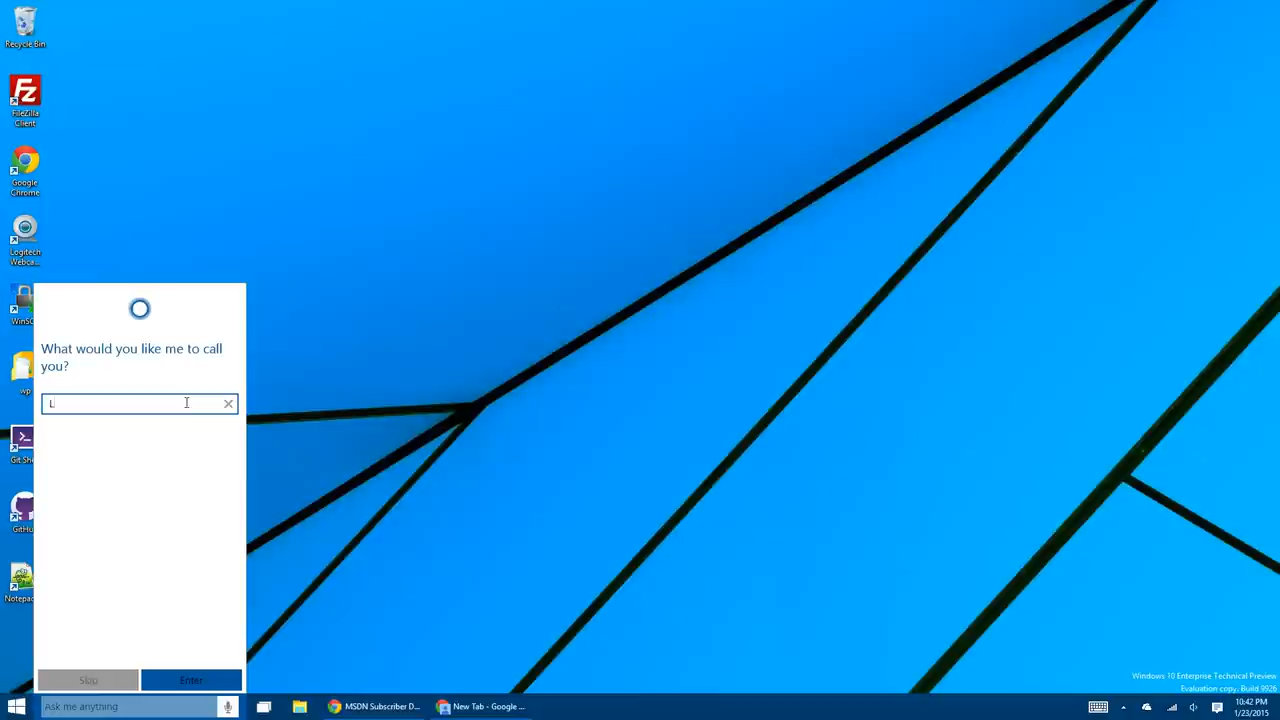 Recycle Bin
FileZilla
Client
Google
Chrome
Logitech
Webca...
WinSC
wp
Git She
GitHu
Notepa
What would you like me to call
you?
L
Skip
Enter
Windows 10 Enterprise Technical Preview
Evaluation copy. Build 9926
Ask me anything
MSDN Subscriber D...
New Tab - Google ...
10:42 PM
1/23/2015